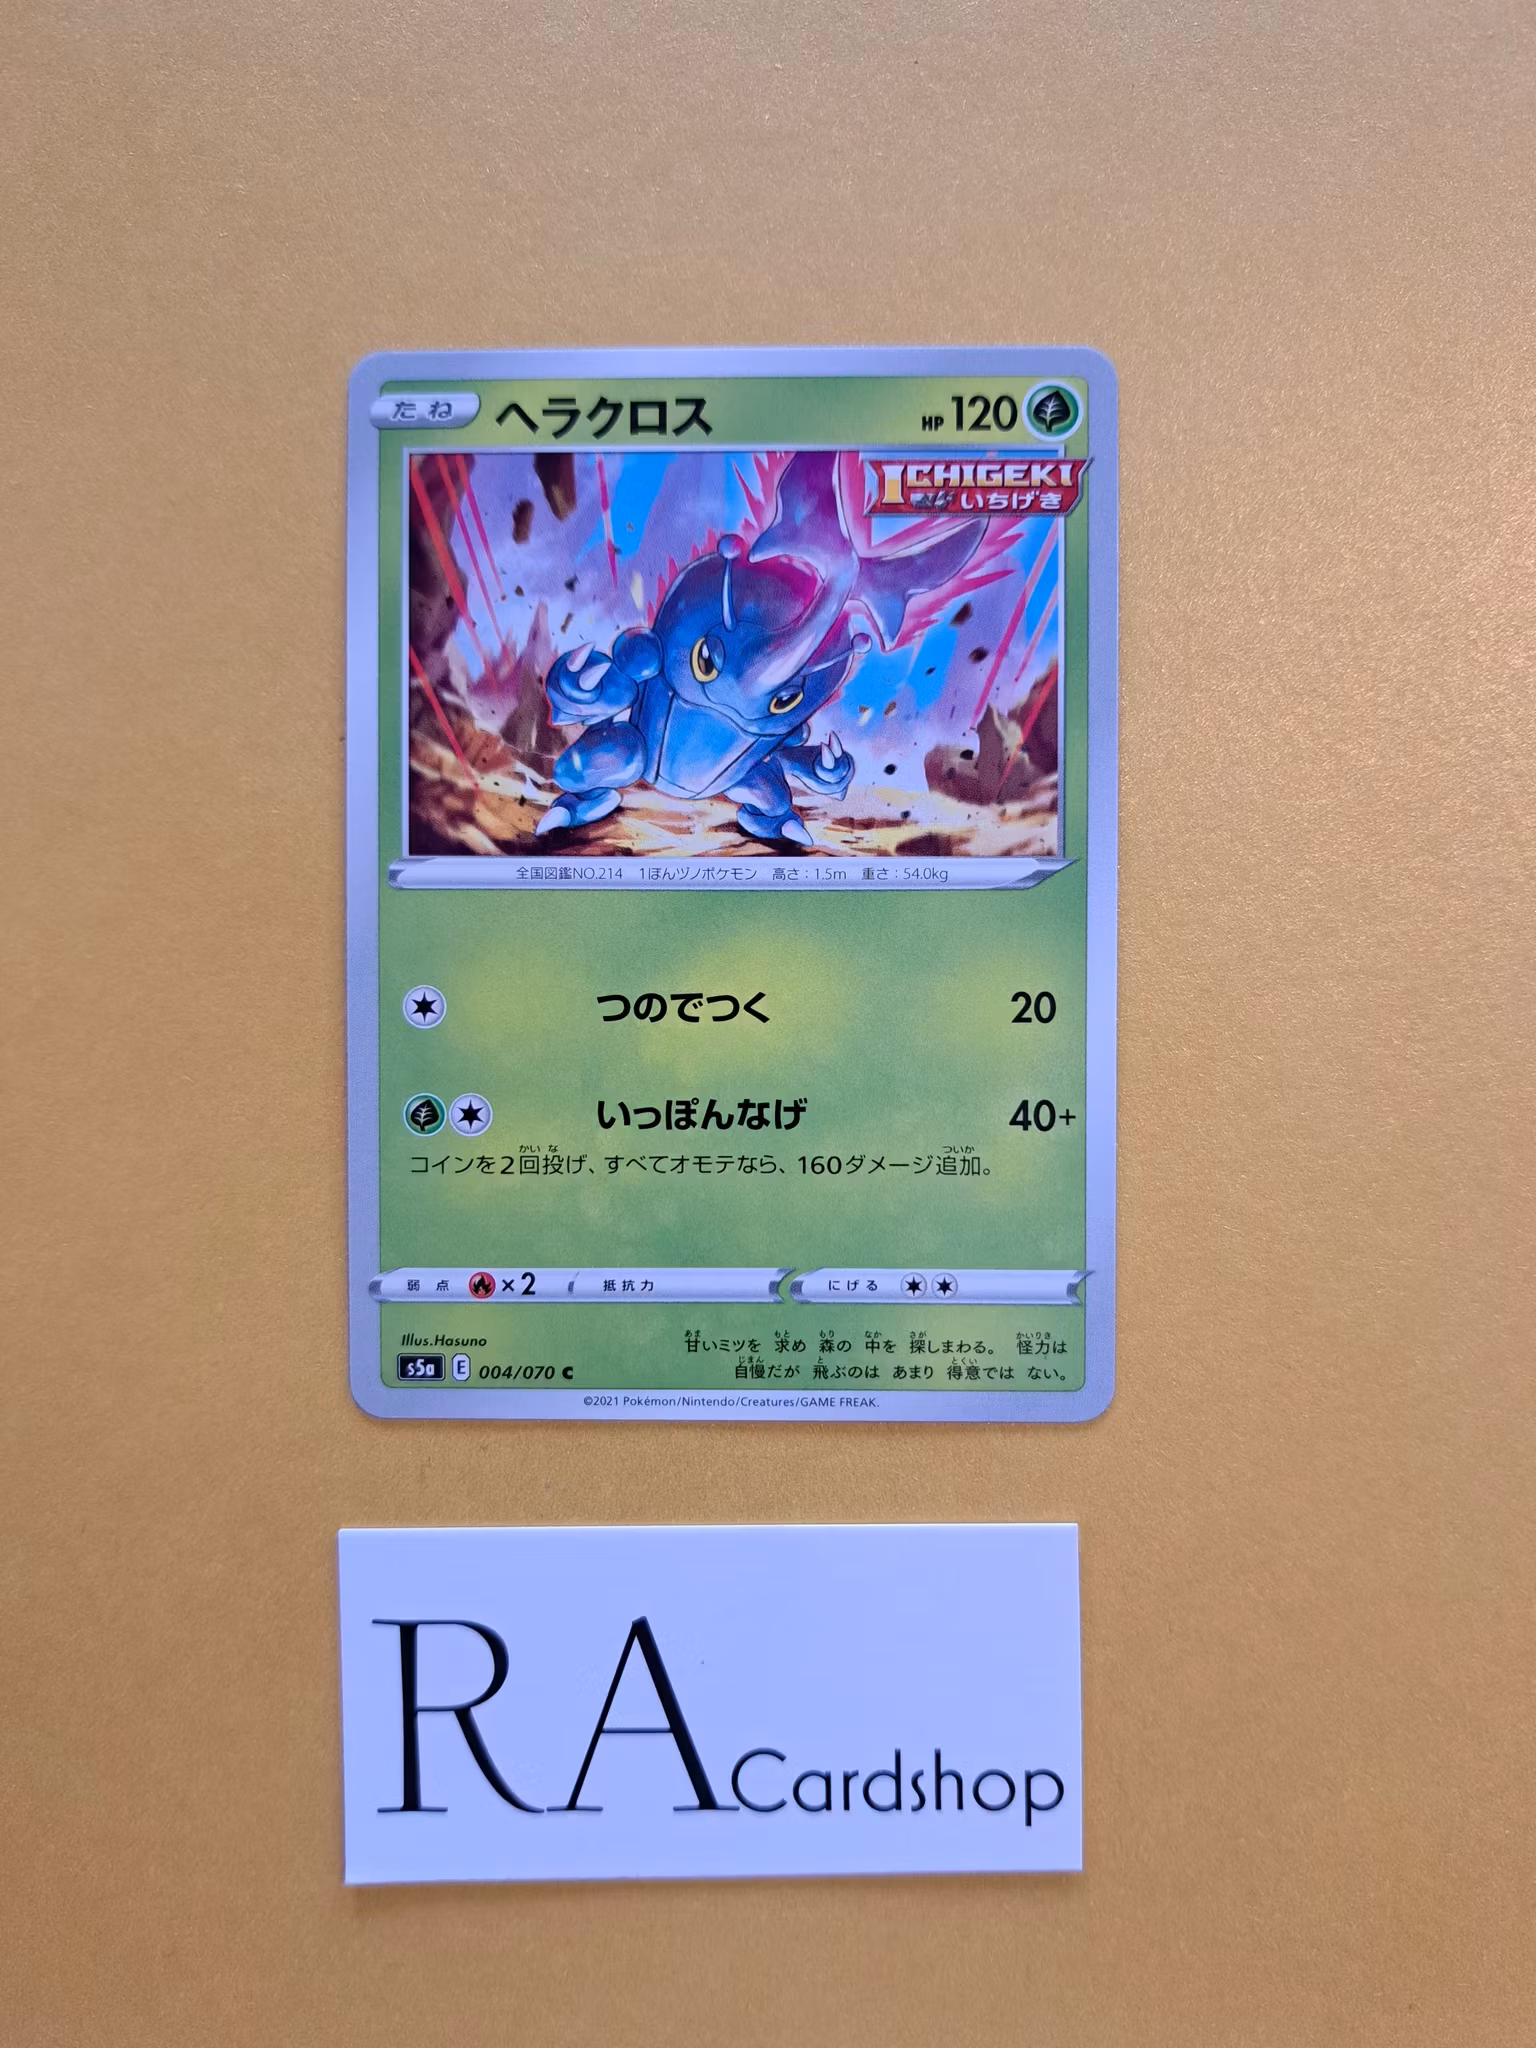 たね ヘラクロス HP120
ICHIGEKI
いちげき
全国図鑑NO.214 1ぽんヅノポケモン 高さ:1.5m 重さ:54.0kg
つのでつく 20
いっぽんなげ 40+
コインを2回投げ、すべてオモテなら、160ダメージ追加。
弱点 ×2 抵抗力 にげる
Illus.Hasuno
s5a E 004/070 C
甘いミツを 求め 森の 中を 探しまわる。 怪力は
自慢だが 飛ぶのは あまり 得意では ない。
©2021 Pokémon/Nintendo/Creatures/GAME FREAK.
RA Cardshop